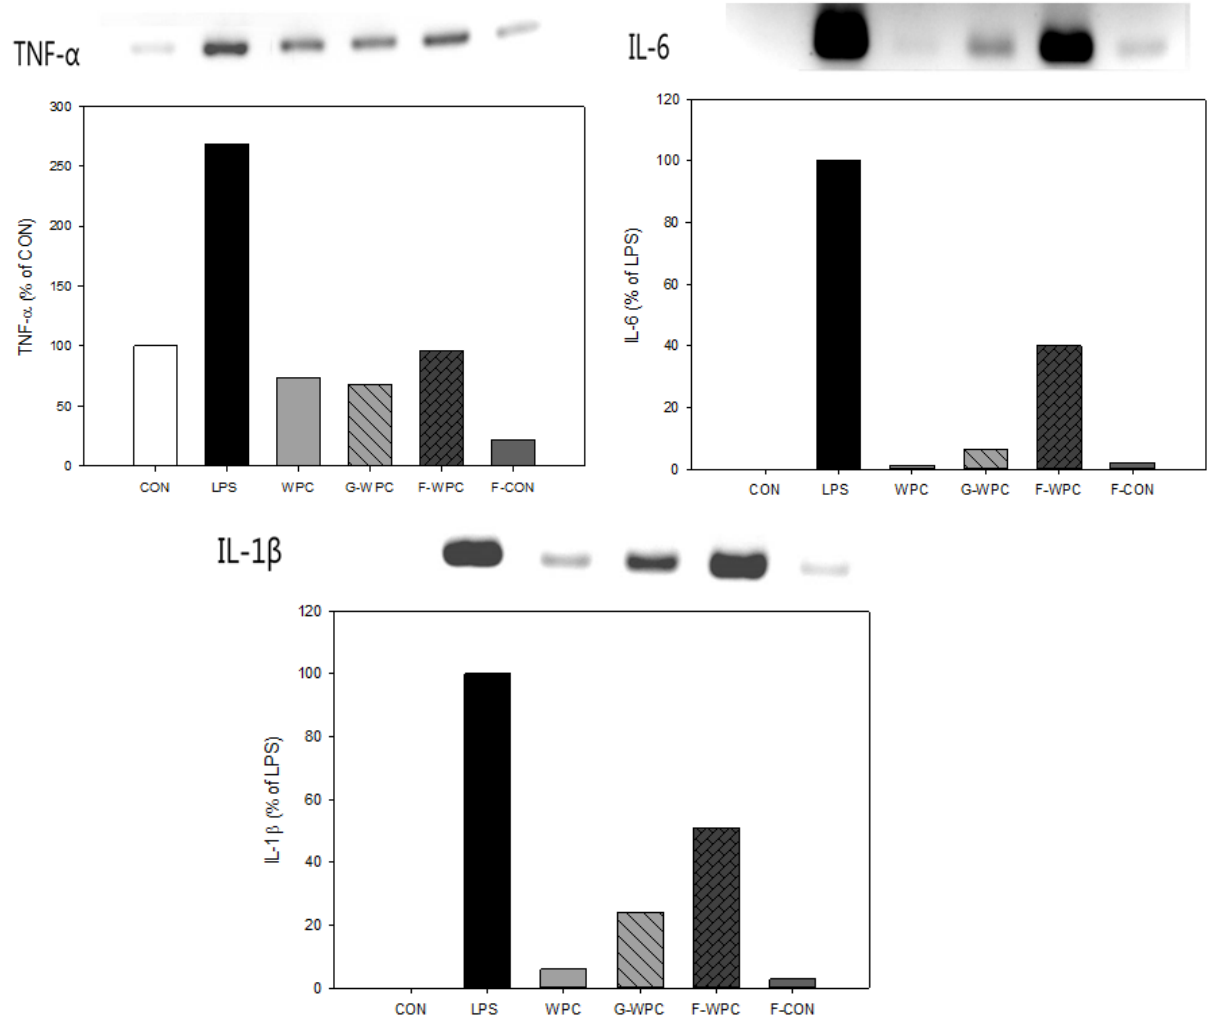 TNF-α
300
250
200
150
100
50
0
TNF-α (% of CON)
CON LPS WPC G-WPC F-WPC F-CON
IL-6
120
100
80
60
40
20
0
IL-6 (% of LPS)
CON LPS WPC G-WPC F-WPC F-CON
IL-1β
120
100
80
60
40
20
0
IL-1β (% of LPS)
CON LPS WPC G-WPC F-WPC F-CON